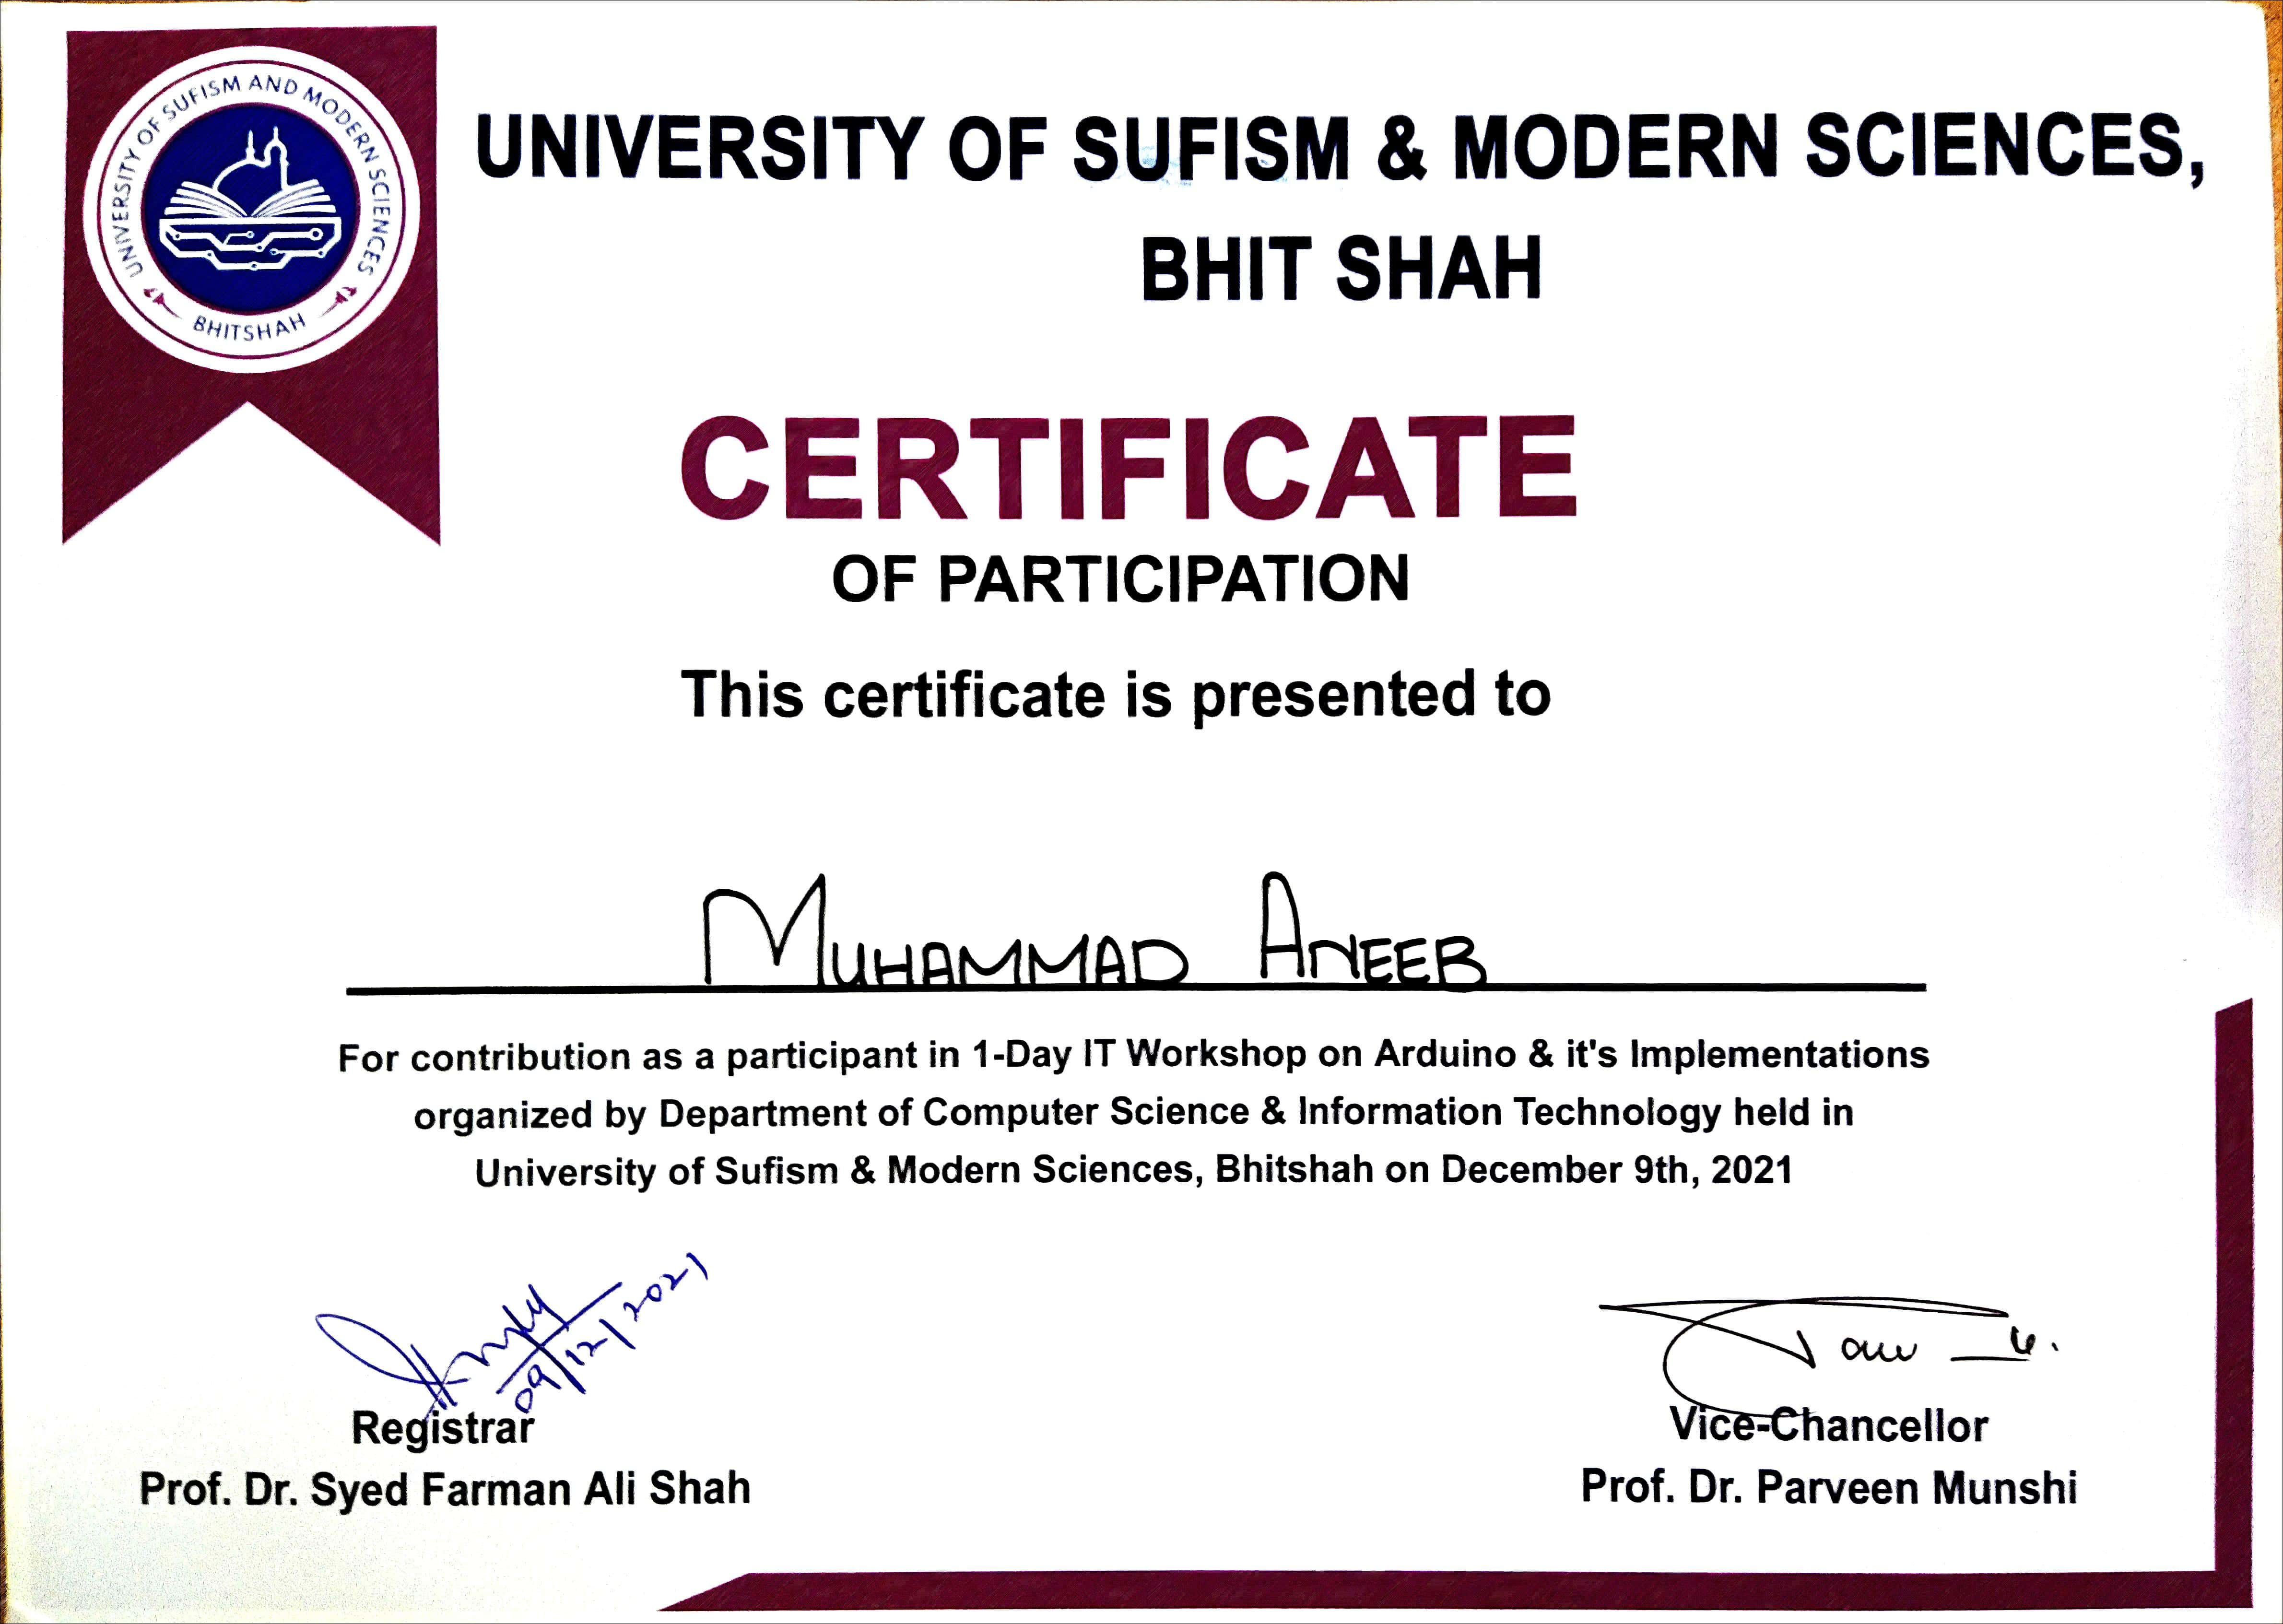 UNIVERSITY OF SUFISM AND MODERN SCIENCES
BHITSHAH
UNIVERSITY OF SUFISM & MODERN SCIENCES,
BHIT SHAH
CERTIFICATE
OF PARTICIPATION
This certificate is presented to
MUHAMMAD ANEEB
For contribution as a participant in 1-Day IT Workshop on Arduino & it's Implementations
organized by Department of Computer Science & Information Technology held in
University of Sufism & Modern Sciences, Bhitshah on December 9th, 2021
09/12/2021
Registrar
Prof. Dr. Syed Farman Ali Shah
Vice-Chancellor
Prof. Dr. Parveen Munshi